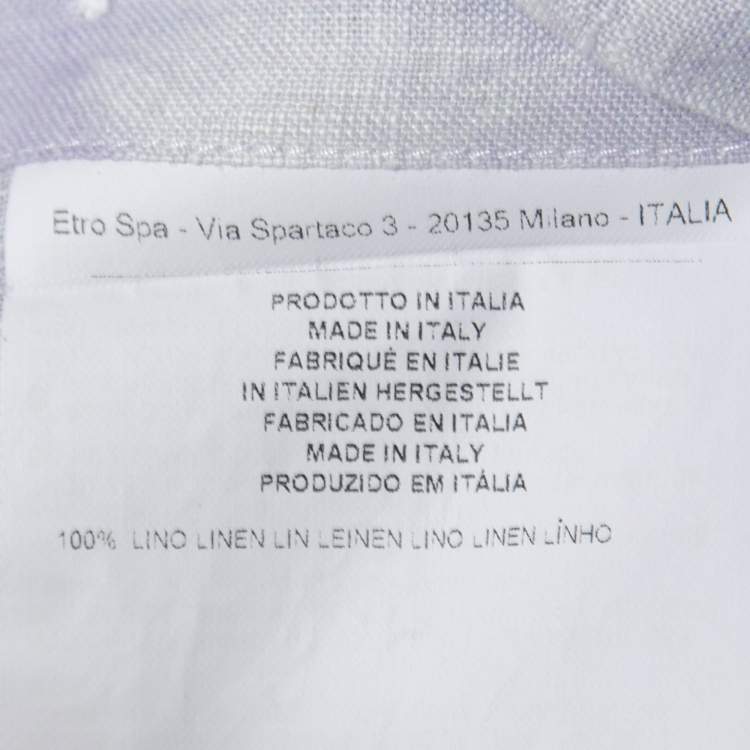 Etro Spa - Via Spartaco 3 - 20135 Milano - ITALIA
PRODOTTO IN ITALIA
MADE IN ITALY
FABRIQUÉ EN ITALIE
IN ITALIEN HERGESTELLT
FABRICADO EN ITALIA
MADE IN ITALY
PRODUZIDO EM ITÁLIA
100% LINO LINEN LIN LEINEN LINO LINEN LINHO